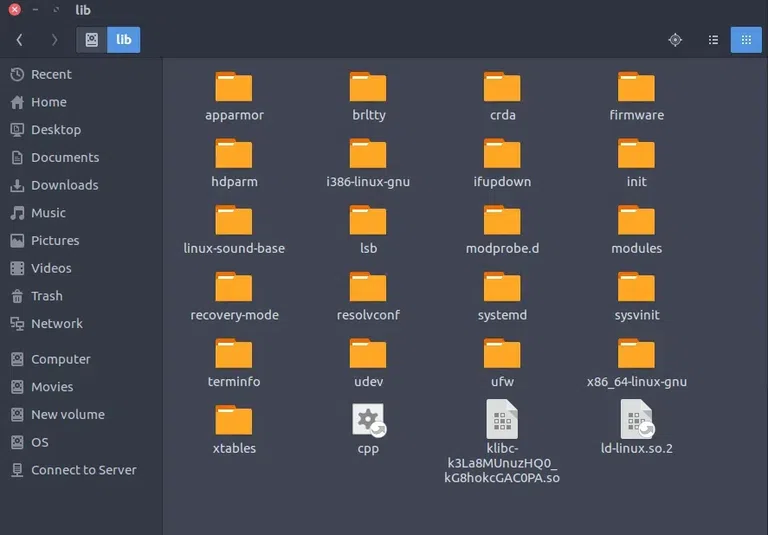 lib
lib
Recent
Home
Desktop
Documents
Downloads
Music
Pictures
Videos
Trash
Network
Computer
Movies
New volume
OS
Connect to Server
apparmor
brltty
crda
firmware
hdparm
i386-linux-gnu
ifupdown
init
linux-sound-base
lsb
modprobe.d
modules
recovery-mode
resolvconf
systemd
sysvinit
terminfo
udev
ufw
x86_64-linux-gnu
xtables
cpp
klibc-
k3La8MUnuzHQ0_
kG8hokcGAC0PA.so
ld-linux.so.2